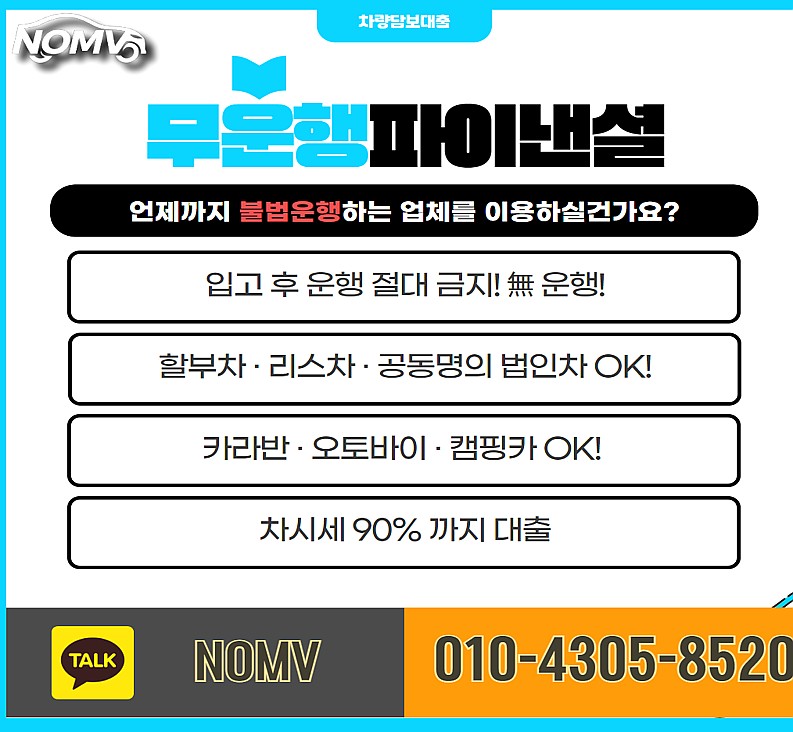 차량담보대출
NOMV
무운행파이낸셜
언제까지 불법운행하는 업체를 이용하실건가요?
입고 후 운행 절대 금지! 無 운행!
할부차 · 리스차 · 공동명의 법인차 OK!
카라반 · 오토바이 · 캠핑카 OK!
차시세 90% 까지 대출
TALK
NOMV
010-4305-8520